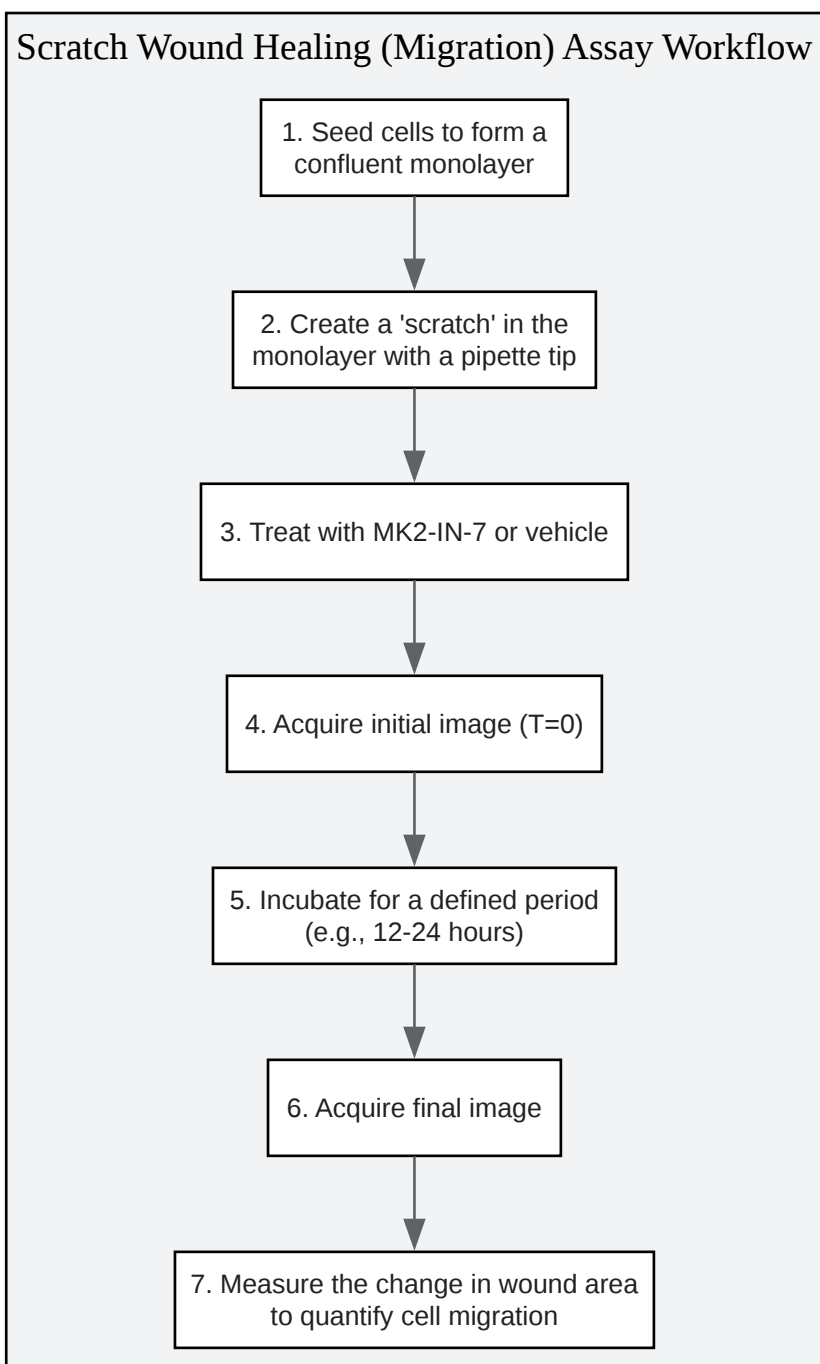 Scratch Wound Healing (Migration) Assay Workflow
1. Seed cells to form a
confluent monolayer
2. Create a 'scratch' in the
monolayer with a pipette tip
3. Treat with MK2-IN-7 or vehicle
4. Acquire initial image (T=0)
5. Incubate for a defined period
(e.g., 12-24 hours)
6. Acquire final image
7. Measure the change in wound area
to quantify cell migration